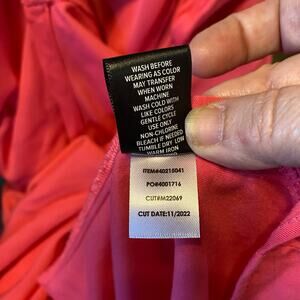 WASH BEFORE
WEARING AS COLOR
MAY TRANSFER
WHEN WORN
MACHINE
WASH COLD WITH
LIKE COLORS
GENTLE CYCLE
USE ONLY
NON-CHLORINE
BLEACH IF NEEDED
TUMBLE DRY LOW
WARM IRON
ITEM#40215041
PO#4001716
CUT#M22069
CUT DATE:11/2022